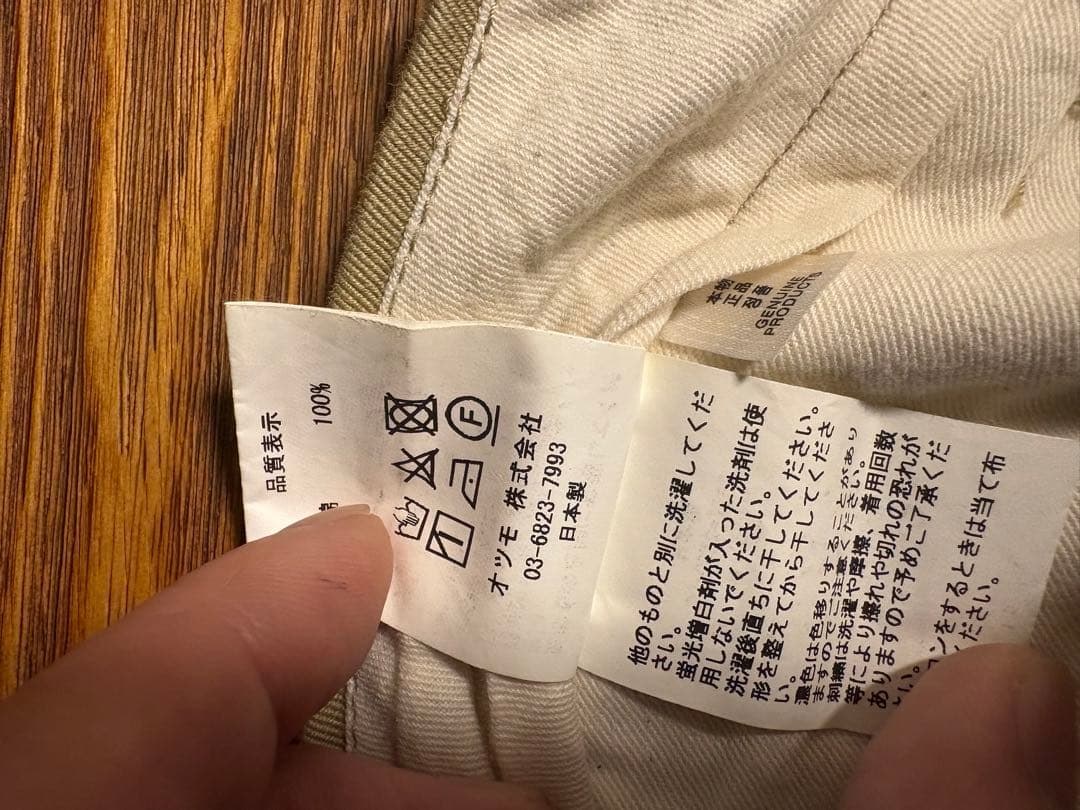 品質表示
綿 100%
F
オツモ 株式会社
03-6823-7993
日本製
他のものと別に洗濯してくだ
さい。
蛍光増白剤が入った洗剤は使
用しないでください。
洗濯後直ちに干してください。
形を整えてから干してくださ
い。
濃色は色移りすることがあり
ますのでご注意ください。
刺繍は洗濯や摩擦、着用回数
等により擦れや切れの恐れが
ありますので予めご了承くだ
さい。
ンをするときは当て布
ください。
本物
正品
정품
GENUINE
PRODUCTS